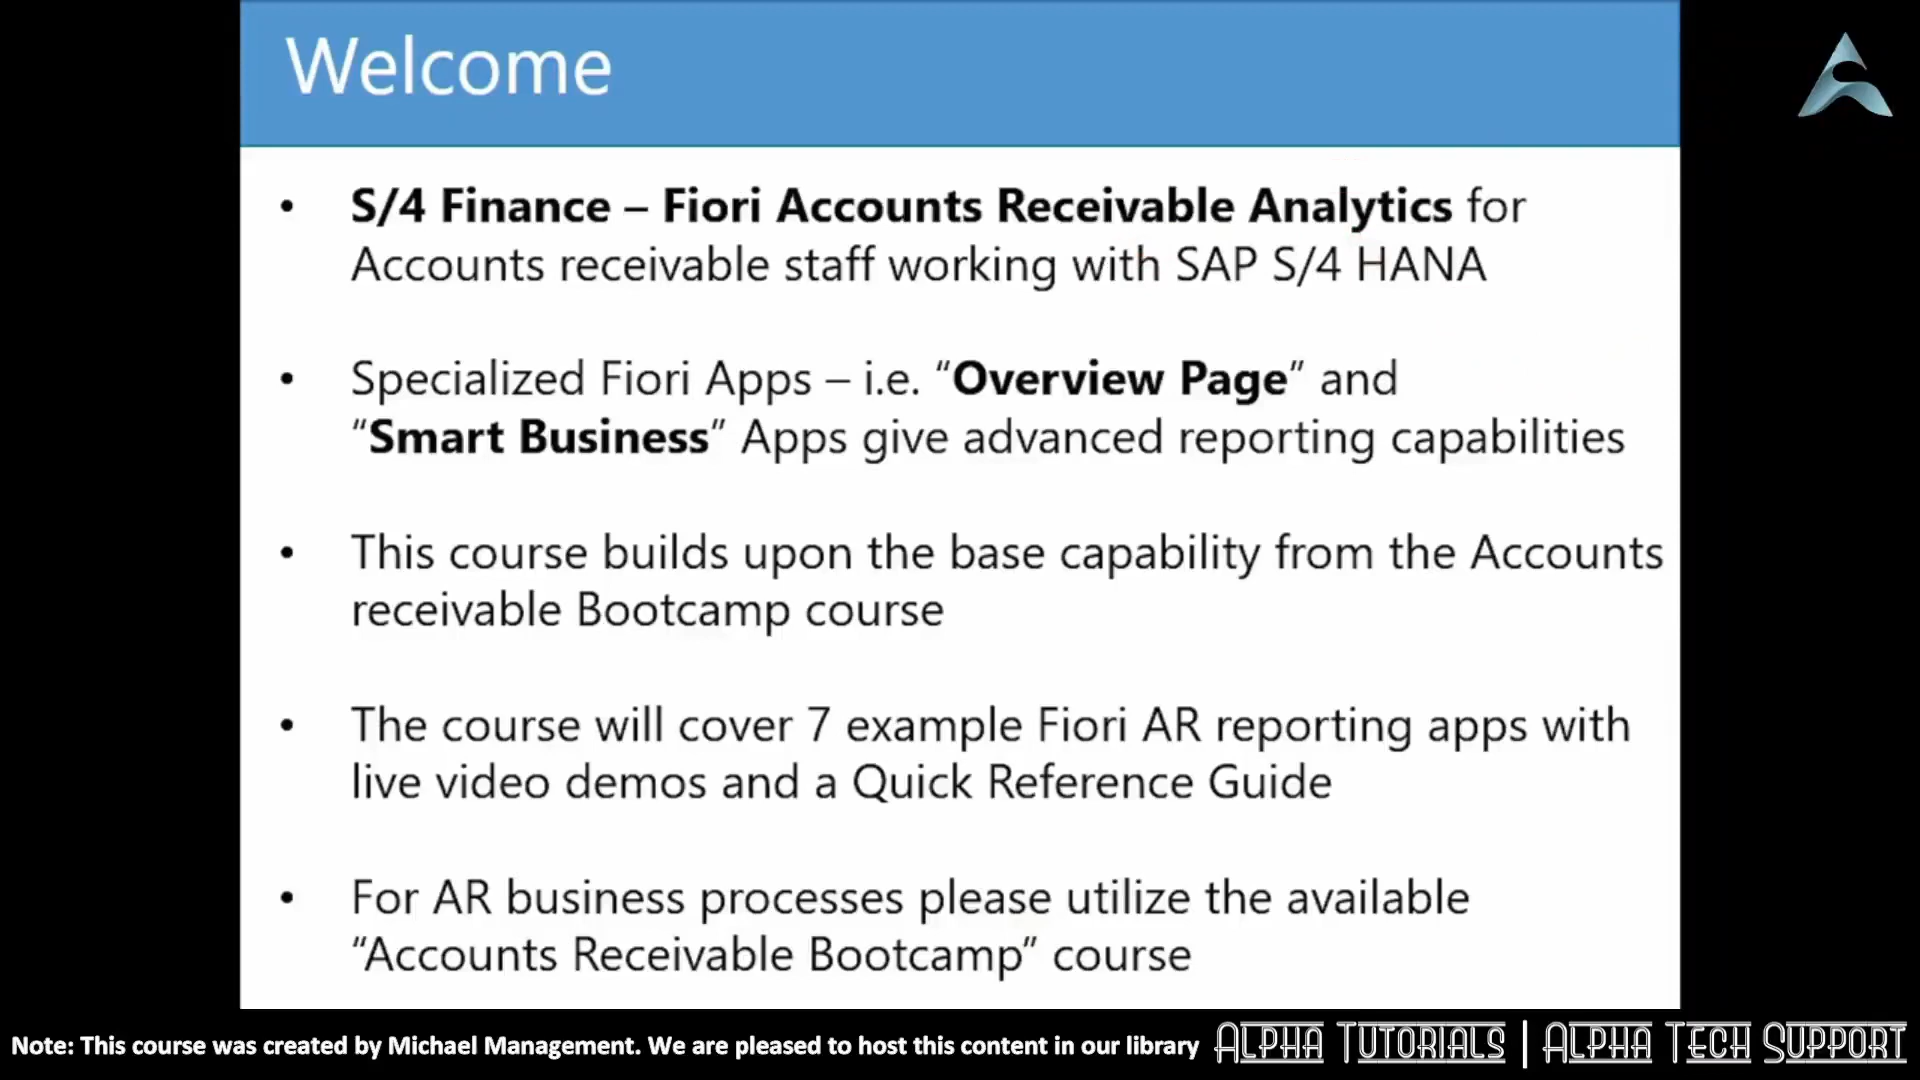 Welcome
• S/4 Finance – Fiori Accounts Receivable Analytics for
Accounts receivable staff working with SAP S/4 HANA
• Specialized Fiori Apps – i.e. “Overview Page” and
“Smart Business” Apps give advanced reporting capabilities
• This course builds upon the base capability from the Accounts
receivable Bootcamp course
• The course will cover 7 example Fiori AR reporting apps with
live video demos and a Quick Reference Guide
• For AR business processes please utilize the available
“Accounts Receivable Bootcamp” course
Note: This course was created by Michael Management. We are pleased to host this content in our library Alpha Tutorials | Alpha Tech Support